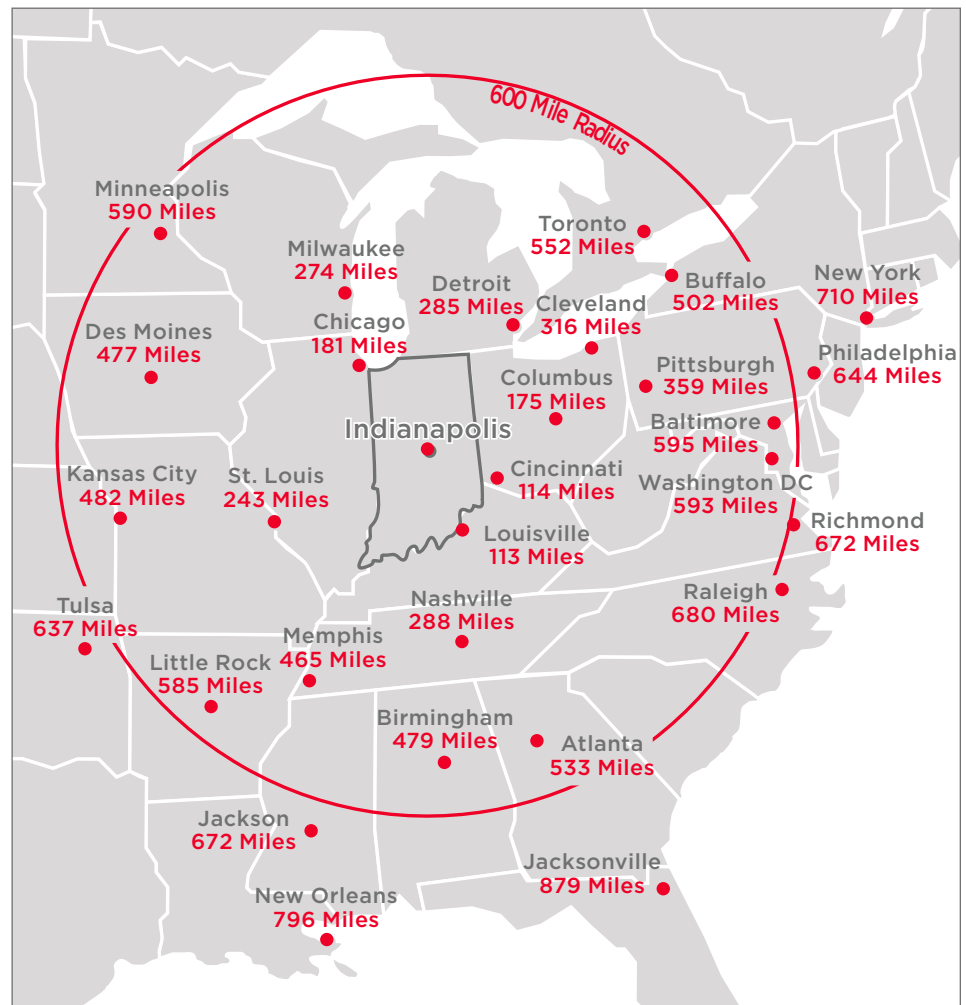 600 Mile Radius
Minneapolis
590 Miles
Toronto
552 Miles
Milwaukee
274 Miles
Detroit
285 Miles
Buffalo
502 Miles
New York
710 Miles
Cleveland
316 Miles
Chicago
181 Miles
Des Moines
477 Miles
Philadelphia
644 Miles
Pittsburgh
359 Miles
Columbus
175 Miles
Baltimore
595 Miles
Indianapolis
Kansas City
482 Miles
St. Louis
243 Miles
Cincinnati
114 Miles
Washington DC
593 Miles
Richmond
672 Miles
Louisville
113 Miles
Raleigh
680 Miles
Nashville
288 Miles
Tulsa
637 Miles
Memphis
465 Miles
Little Rock
585 Miles
Birmingham
479 Miles
Atlanta
533 Miles
Jackson
672 Miles
Jacksonville
879 Miles
New Orleans
796 Miles